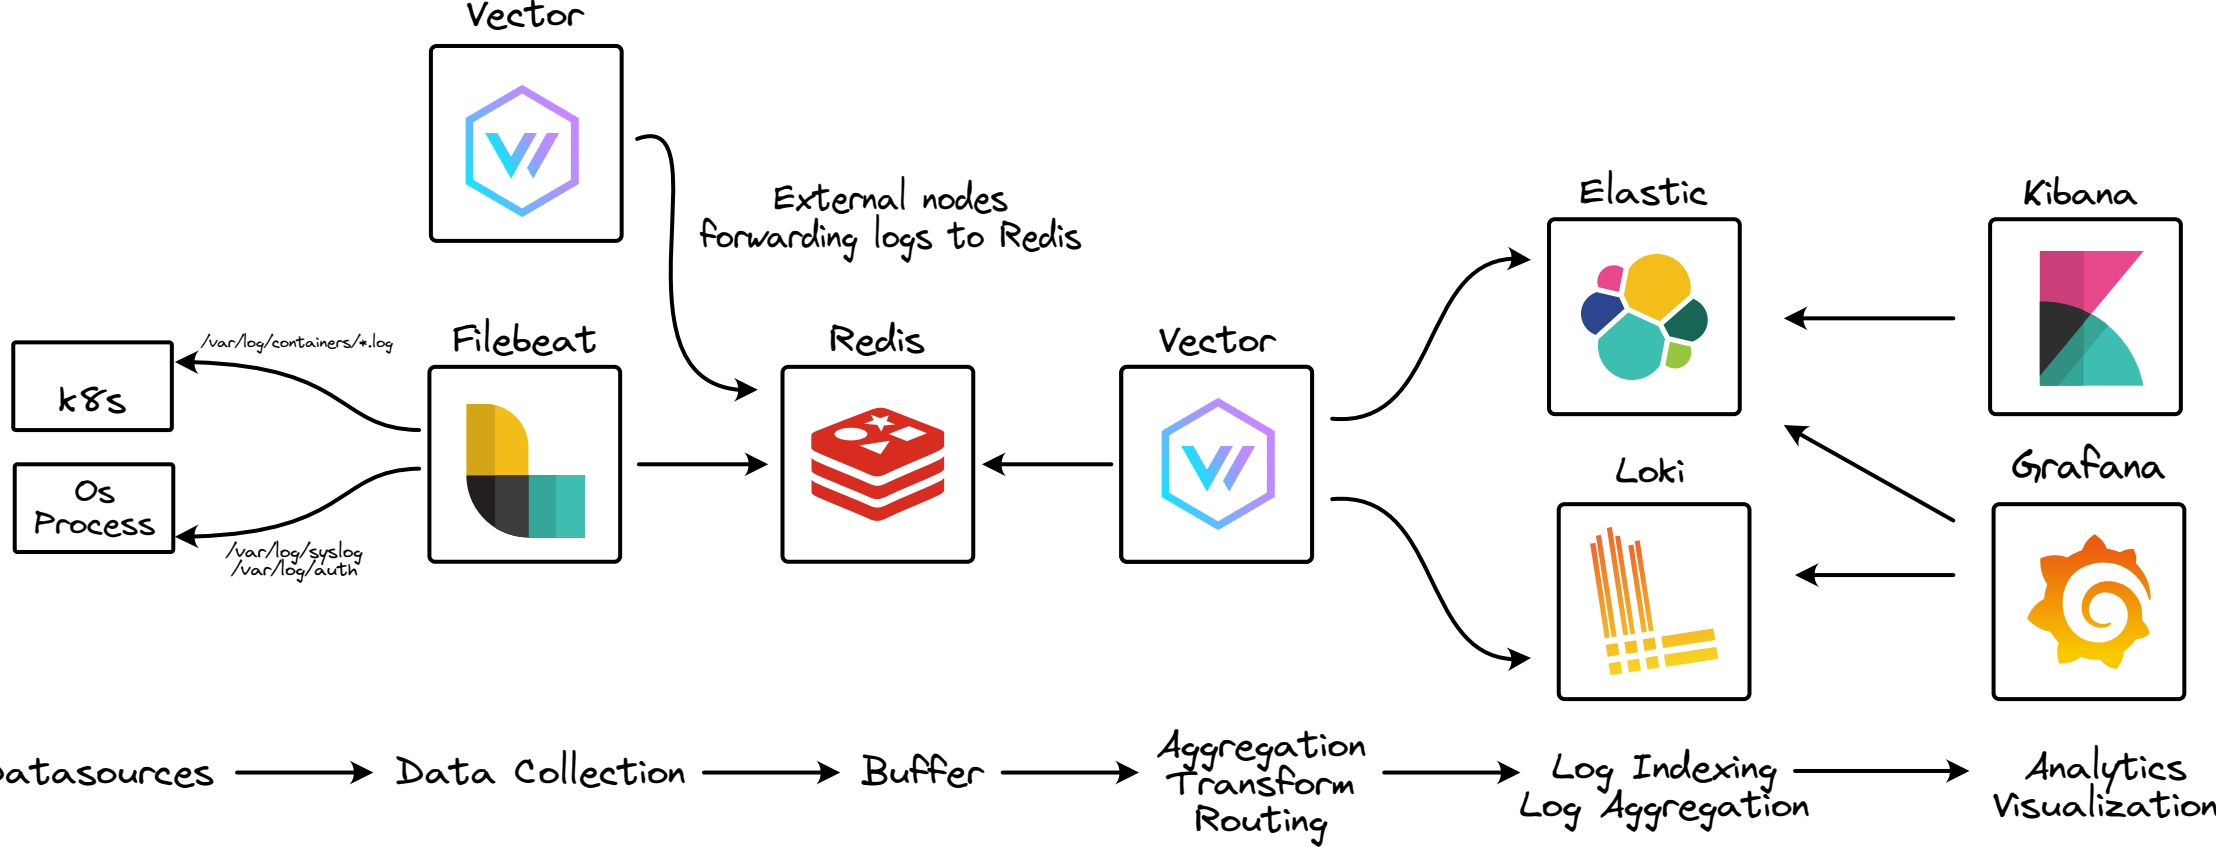 Vector
External nodes
forwarding logs to Redis
Elastic
Kibana
/var/log/containers/*.log
Filebeat
Redis
Vector
k8s
Os
Process
/var/log/syslog
/var/log/auth
Loki
Grafana
Datasources
Data Collection
Buffer
Aggregation
Transform
Routing
Log Indexing
Log Aggregation
Analytics
Visualization